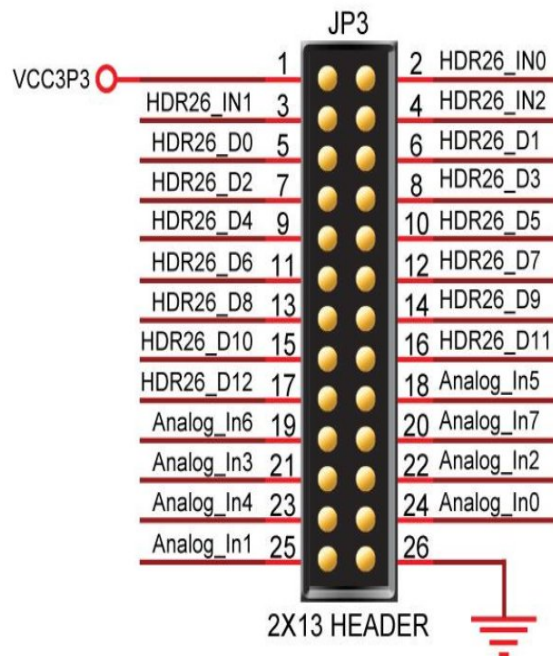 JP3
VCC3P3 1 2 HDR26_IN0
HDR26_IN1 3 4 HDR26_IN2
HDR26_D0 5 6 HDR26_D1
HDR26_D2 7 8 HDR26_D3
HDR26_D4 9 10 HDR26_D5
HDR26_D6 11 12 HDR26_D7
HDR26_D8 13 14 HDR26_D9
HDR26_D10 15 16 HDR26_D11
HDR26_D12 17 18 Analog_In5
Analog_In6 19 20 Analog_In7
Analog_In3 21 22 Analog_In2
Analog_In4 23 24 Analog_In0
Analog_In1 25 26
2X13 HEADER